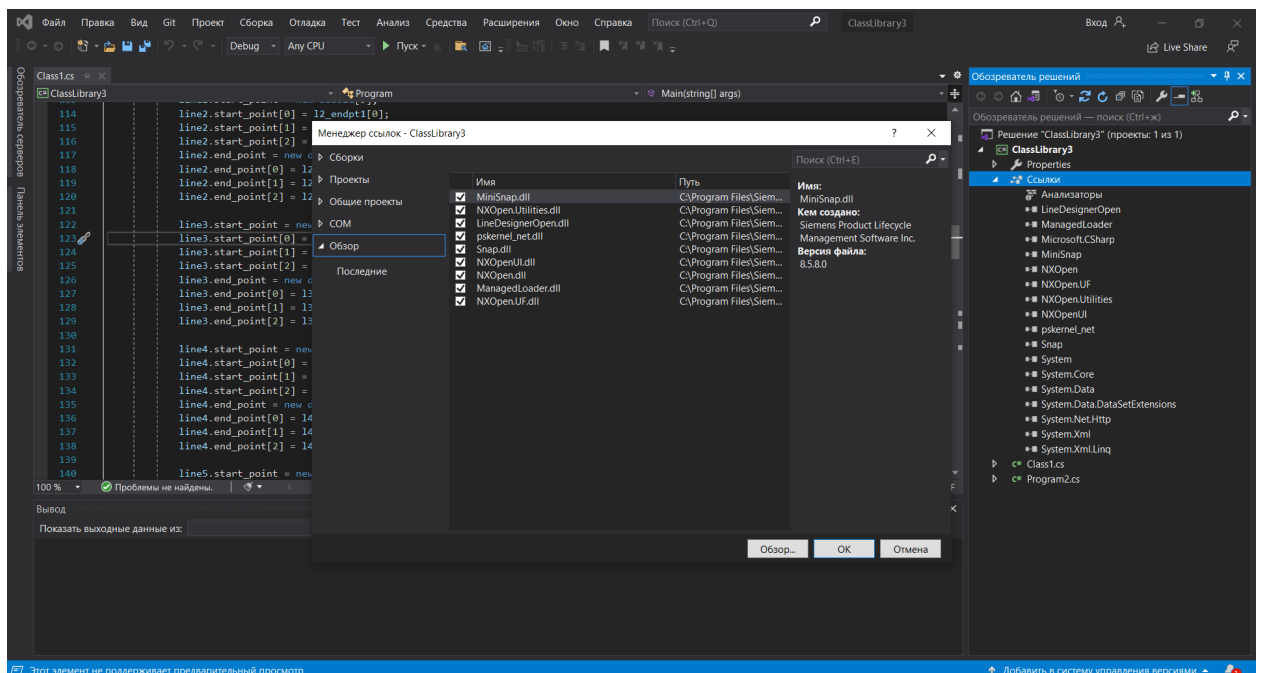 Файл Правка Вид Git Проект Сборка Отладка Тест Анализ Средства Расширения Окно Справка Поиск (Ctrl+Q) ClassLibrary3 Вход
Debug Any CPU Пуск Live Share
Обозреватель серверов
Панель элементов
Class1.cs
ClassLibrary3 Program Main(string[] args)
114 line2.start_point[0] = l2_endpt1[0];
115 line2.start_point[1] =
116 line2.start_point[2] =
117 line2.end_point = new
118 line2.end_point[0] = l2
119 line2.end_point[1] = l2
120 line2.end_point[2] = l2
121
122 line3.start_point = new
123 line3.start_point[0] =
124 line3.start_point[1] =
125 line3.start_point[2] =
126 line3.end_point = new
127 line3.end_point[0] = l3
128 line3.end_point[1] = l3
129 line3.end_point[2] = l3
130
131 line4.start_point = new
132 line4.start_point[0] =
133 line4.start_point[1] =
134 line4.start_point[2] =
135 line4.end_point = new
136 line4.end_point[0] = l4
137 line4.end_point[1] = l4
138 line4.end_point[2] = l4
139
140 line5.start_point = new
100 % Проблемы не найдены.
Вывод
Показать выходные данные из:
Менеджер ссылок - ClassLibrary3 ?
Сборки
Проекты
Общие проекты
COM
Обзор
Последние
Поиск (Ctrl+E)
Имя Путь
MiniSnap.dll C:\Program Files\Siem...
NXOpen.Utilities.dll C:\Program Files\Siem...
LineDesignerOpen.dll C:\Program Files\Siem...
pskernel_net.dll C:\Program Files\Siem...
Snap.dll C:\Program Files\Siem...
NXOpenUI.dll C:\Program Files\Siem...
NXOpen.dll C:\Program Files\Siem...
ManagedLoader.dll C:\Program Files\Siem...
NXOpen.UF.dll C:\Program Files\Siem...
Имя:
MiniSnap.dll
Кем создано:
Siemens Product Lifecycle
Management Software Inc.
Версия файла:
8.5.8.0
Обзор... ОК Отмена
Обозреватель решений
Обозреватель решений — поиск (Ctrl+ж)
Решение "ClassLibrary3" (проекты: 1 из 1)
ClassLibrary3
Properties
Ссылки
Анализаторы
LineDesignerOpen
ManagedLoader
Microsoft.CSharp
MiniSnap
NXOpen
NXOpen.UF
NXOpen.Utilities
NXOpenUI
pskernel_net
Snap
System
System.Core
System.Data
System.Data.DataSetExtensions
System.Net.Http
System.Xml
System.Xml.Linq
C# Class1.cs
C# Program2.cs
Этот элемент не поддерживает предварительный просмотр Добавить в систему управления версиями